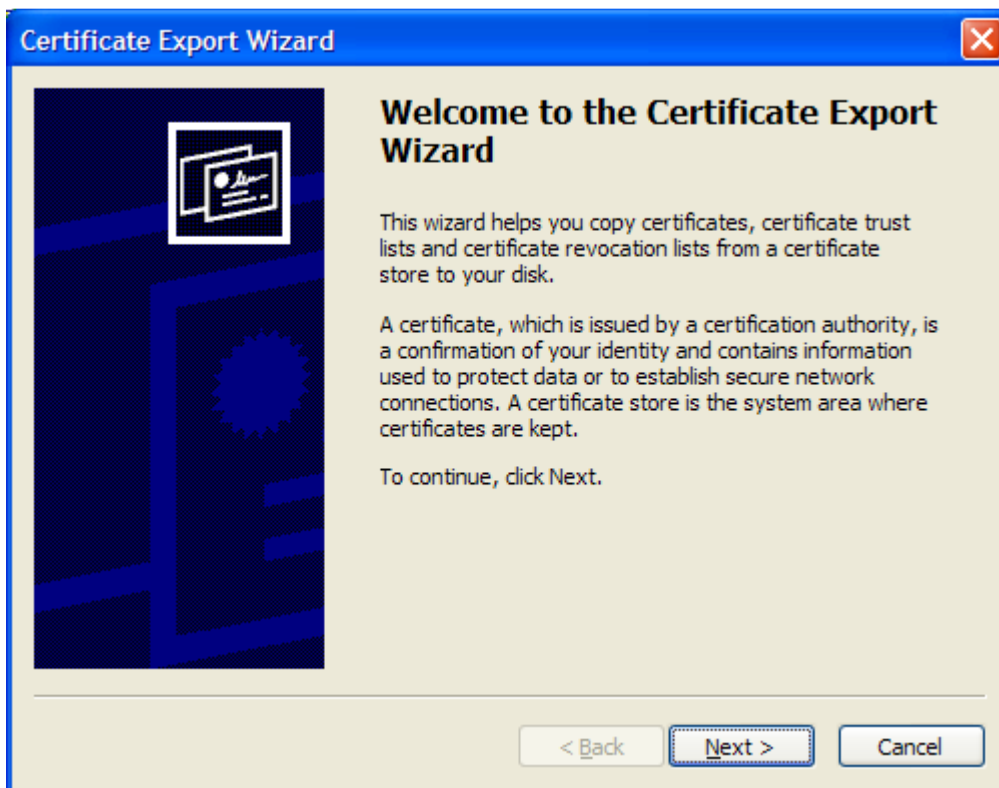 Certificate Export Wizard
Welcome to the Certificate Export
Wizard
This wizard helps you copy certificates, certificate trust
lists and certificate revocation lists from a certificate
store to your disk.
A certificate, which is issued by a certification authority, is
a confirmation of your identity and contains information
used to protect data or to establish secure network
connections. A certificate store is the system area where
certificates are kept.
To continue, click Next.
< Back Next > Cancel